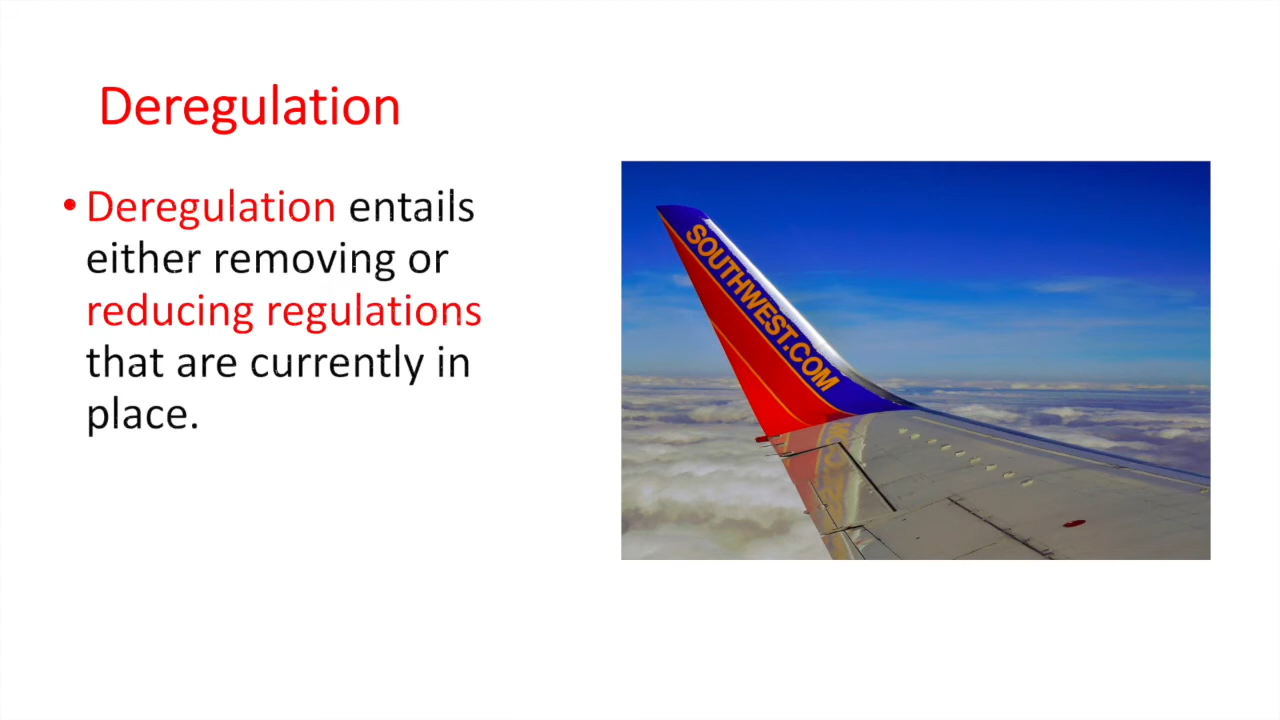 Deregulation
• Deregulation entails
either removing or
reducing regulations
that are currently in
place.
SOUTHWEST.COM